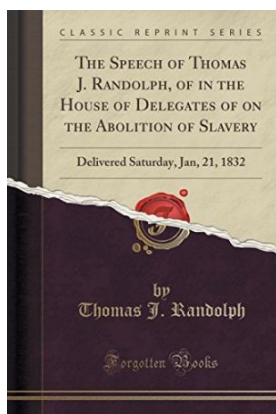 CLASSIC REPRINT SERIES
THE SPEECH OF THOMAS
J. RANDOLPH, OF IN THE
HOUSE OF DELEGATES OF ON
THE ABOLITION OF SLAVERY
Delivered Saturday, Jan, 21, 1832
by
Thomas J. Randolph
Forgotten Books